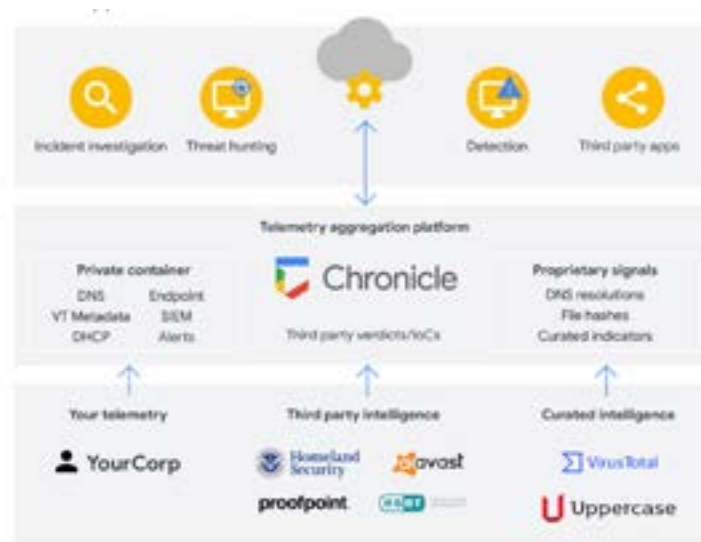 Incident investigation
Threat hunting
Detection
Third party apps
Telemetry aggregation platform
Private container
DNS Endpoint
VT Metadata SIEM
DHCP Alerts
Chronicle
Third party verdicts/IoCs
Proprietary signals
DNS resolutions
File hashes
Curated indicators
Your telemetry
Third party intelligence
Curated intelligence
YourCorp
Homeland
Security
avast
proofpoint
VirusTotal
Uppercase